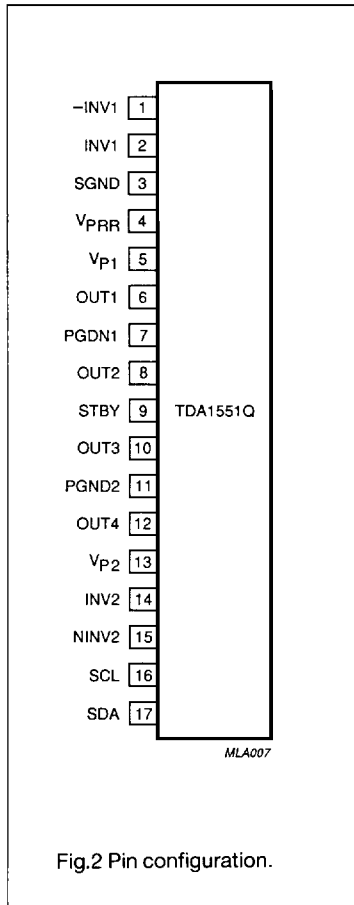 –INV1 1
INV1 2
SGND 3
VPRR 4
VP1 5
OUT1 6
PGDN1 7
OUT2 8
STBY 9 TDA1551Q
OUT3 10
PGND2 11
OUT4 12
VP2 13
INV2 14
NINV2 15
SCL 16
SDA 17
MLA007
Fig.2 Pin configuration.